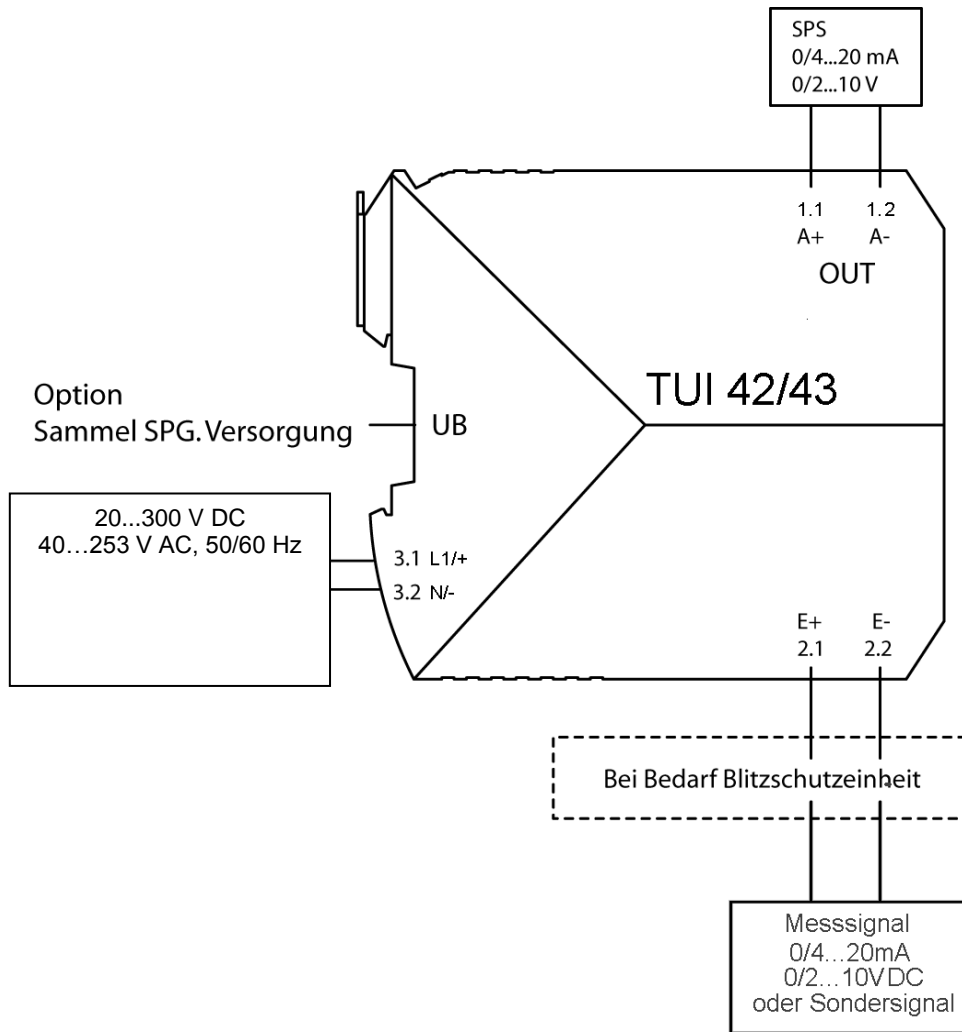 SPS
0/4...20 mA
0/2...10 V
1.1 1.2
A+ A-
OUT
TUI 42/43
Option
Sammel SPG. Versorgung
UB
20...300 V DC
40...253 V AC, 50/60 Hz
3.1 L1/+
3.2 N/-
E+ E-
2.1 2.2
Bei Bedarf Blitzschutzeinheit
Messsignal
0/4...20mA
0/2...10VDC
oder Sondersignal